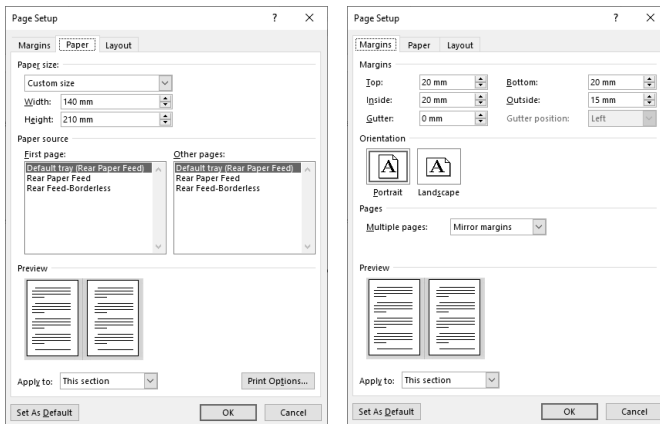 Page Setup ? ×
Margins Paper Layout
Paper size:
Custom size
Width: 140 mm
Height: 210 mm
Paper source
First page: Other pages:
Default tray (Rear Paper Feed) Default tray (Rear Paper Feed)
Rear Paper Feed Rear Paper Feed
Rear Feed-Borderless Rear Feed-Borderless
Preview
Apply to: This section Print Options...
Set As Default OK Cancel
Page Setup ? ×
Margins Paper Layout
Margins
Top: 20 mm Bottom: 20 mm
Inside: 20 mm Outside: 15 mm
Gutter: 0 mm Gutter position: Left
Orientation
A A
Portrait Landscape
Pages
Multiple pages: Mirror margins
Preview
Apply to: This section
Set As Default OK Cancel